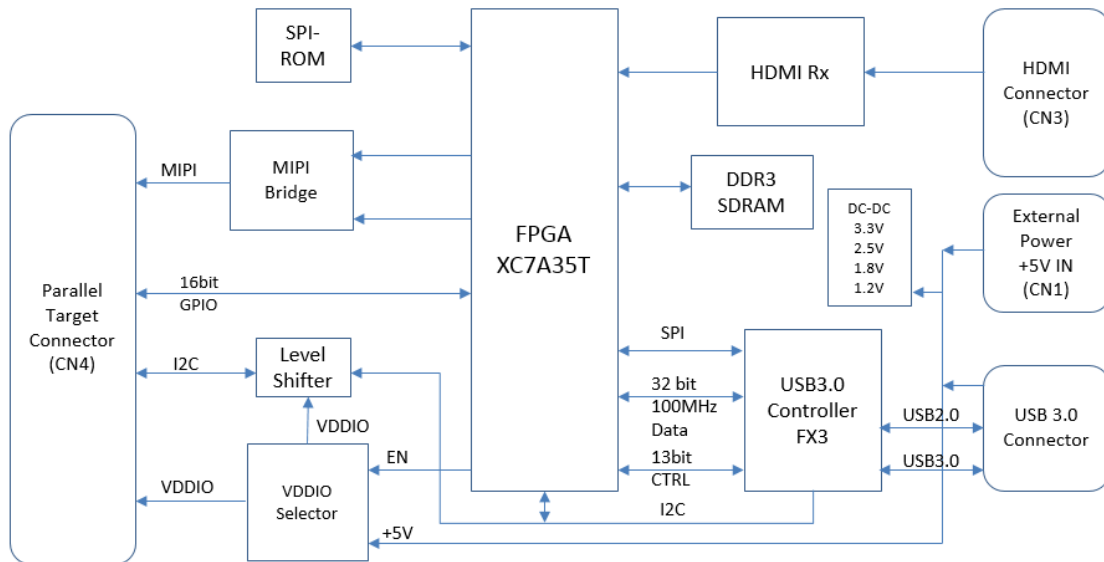 SPI-
ROM
HDMI Rx
HDMI
Connector
(CN3)
MIPI
MIPI
Bridge
DDR3
SDRAM
DC-DC
3.3V
2.5V
1.8V
1.2V
External
Power
+5V IN
(CN1)
FPGA
XC7A35T
Parallel
Target
Connector
(CN4)
16bit
GPIO
I2C
Level
Shifter
VDDIO
SPI
32 bit
100MHz
Data
13bit
CTRL
USB3.0
Controller
FX3
USB2.0
USB3.0
USB 3.0
Connector
EN
VDDIO
VDDIO
Selector
I2C
+5V